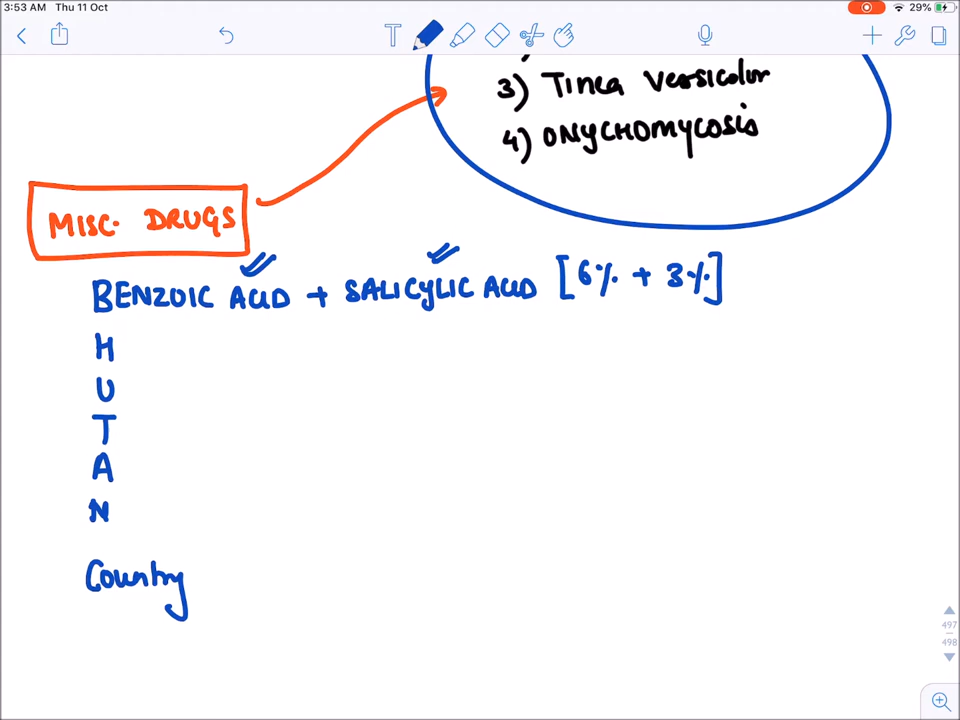 3:53 AM Thu 11 Oct 29%
T
3) Tinea Versicolor
4) ONYCHOMYCOSIS
MISC. DRUGS
BENZOIC ACID + SALICYLIC ACID [6% + 3%]
H
U
T
A
N
Country
497
498